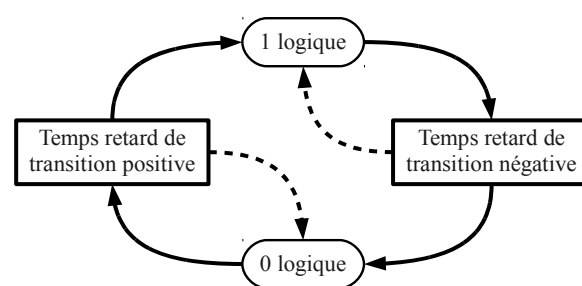 1 logique
Temps retard de
transition positive
Temps retard de
transition négative
0 logique